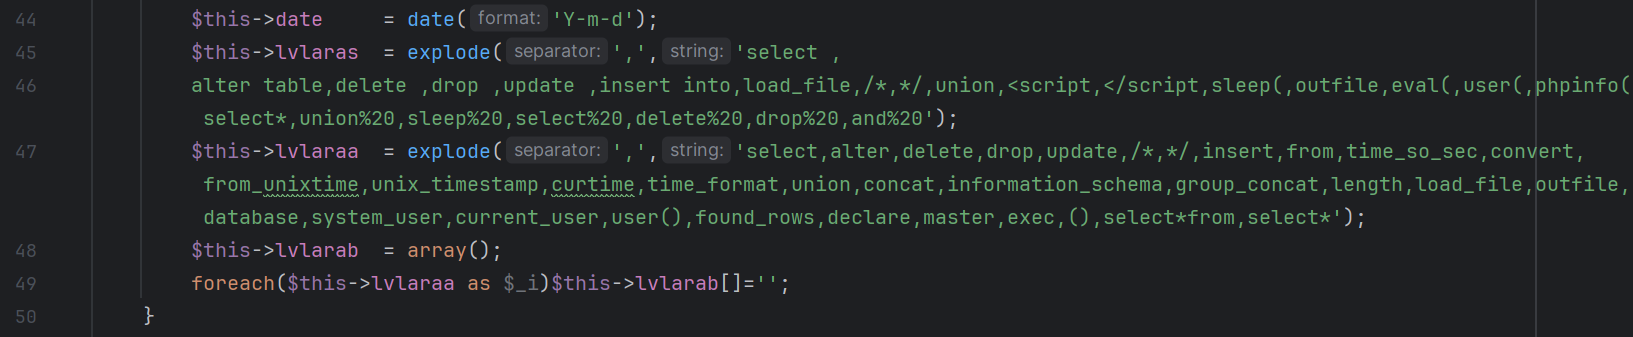 44 $this->date     = date( format: 'Y-m-d');
45 $this->lvlaras  = explode( separator: ',', string: 'select ,
46 alter table,delete ,drop ,update ,insert into,load_file,/*,*/,union,<script,</script,sleep(,outfile,eval(,user(,phpinfo(
select*,union%20,sleep%20,select%20,delete%20,drop%20,and%20');
47 $this->lvlaraa  = explode( separator: ',', string: 'select,alter,delete,drop,update,/*,*/,insert,from,time_so_sec,convert,
from_unixtime,unix_timestamp,curtime,time_format,union,concat,information_schema,group_concat,length,load_file,outfile,
database,system_user,current_user,user(),found_rows,declare,master,exec,(),select*from,select*');
48 $this->lvlarab  = array();
49 foreach($this->lvlaraa as $_i)$this->lvlarab[]='';
50 }